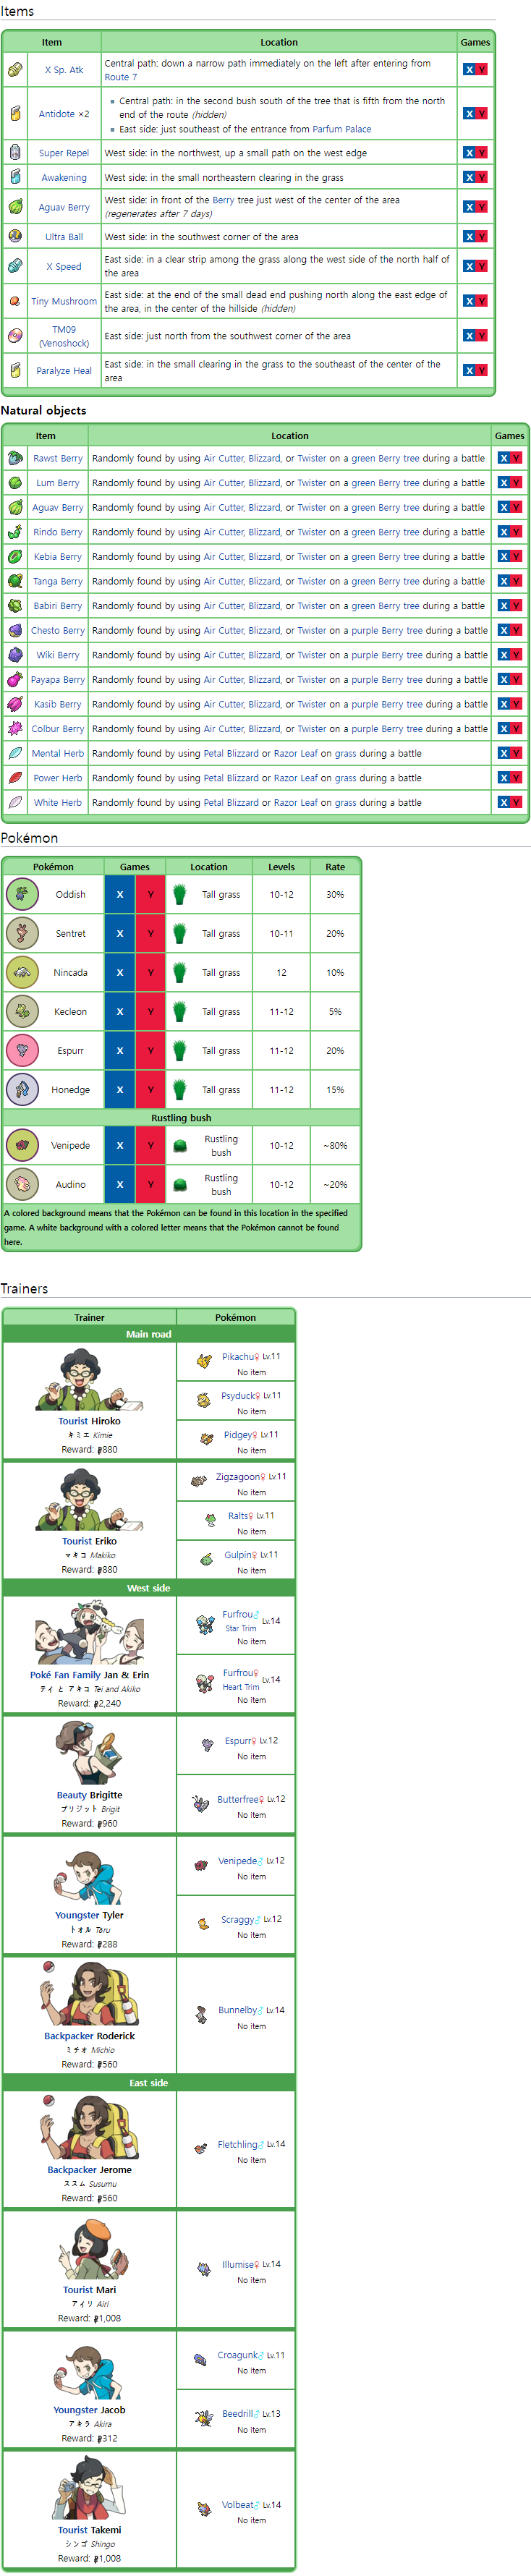 Items
Item Location Games
X Sp. Atk Central path: down a narrow path immediately on the left after entering from X Y
Route 7
Antidote ×2 Central path: in the second bush south of the tree that is fifth from the north X Y
end of the route (hidden)
East side: just southeast of the entrance from Parfum Palace
Super Repel West side: in the northwest, up a small path on the west edge X Y
Awakening West side: in the small northeastern clearing in the grass X Y
Aguav Berry West side: in front of the Berry tree just west of the center of the area X Y
(regenerates after 7 days)
Ultra Ball West side: in the southwest corner of the area X Y
X Speed East side: in a clear strip among the grass along the west side of the north half of X Y
the area
Tiny Mushroom East side: at the end of the small dead end pushing north along the east edge of X Y
the area, in the center of the hillside (hidden)
TM09 East side: just north from the southwest corner of the area X Y
(Venoshock)
Paralyze Heal East side: in the small clearing in the grass to the southeast of the center of the X Y
area
Natural objects
Item Location Games
Rawst Berry Randomly found by using Air Cutter, Blizzard, or Twister on a green Berry tree during a battle X Y
Lum Berry Randomly found by using Air Cutter, Blizzard, or Twister on a green Berry tree during a battle X Y
Aguav Berry Randomly found by using Air Cutter, Blizzard, or Twister on a green Berry tree during a battle X Y
Rindo Berry Randomly found by using Air Cutter, Blizzard, or Twister on a green Berry tree during a battle X Y
Kebia Berry Randomly found by using Air Cutter, Blizzard, or Twister on a green Berry tree during a battle X Y
Tanga Berry Randomly found by using Air Cutter, Blizzard, or Twister on a green Berry tree during a battle X Y
Babiri Berry Randomly found by using Air Cutter, Blizzard, or Twister on a green Berry tree during a battle X Y
Chesto Berry Randomly found by using Air Cutter, Blizzard, or Twister on a purple Berry tree during a battle X Y
Wiki Berry Randomly found by using Air Cutter, Blizzard, or Twister on a purple Berry tree during a battle X Y
Payapa Berry Randomly found by using Air Cutter, Blizzard, or Twister on a purple Berry tree during a battle X Y
Kasib Berry Randomly found by using Air Cutter, Blizzard, or Twister on a purple Berry tree during a battle X Y
Colbur Berry Randomly found by using Air Cutter, Blizzard, or Twister on a purple Berry tree during a battle X Y
Mental Herb Randomly found by using Petal Blizzard or Razor Leaf on grass during a battle X Y
Power Herb Randomly found by using Petal Blizzard or Razor Leaf on grass during a battle X Y
White Herb Randomly found by using Petal Blizzard or Razor Leaf on grass during a battle X Y
Pokémon
Pokémon Games Location Levels Rate
Oddish X Y Tall grass 10-12 30%
Sentret X Y Tall grass 10-11 20%
Nincada X Y Tall grass 12 10%
Kecleon X Y Tall grass 11-12 5%
Espurr X Y Tall grass 11-12 20%
Honedge X Y Tall grass 11-12 15%
Rustling bush
Venipede X Y Rustling bush 10-12 ~80%
Audino X Y Rustling bush 10-12 ~20%
A colored background means that the Pokémon can be found in this location in the specified
game. A white background with a colored letter means that the Pokémon cannot be found
here.
Trainers
Trainer Pokémon
Main road
Pikachu♀ Lv.11
No item
Psyduck♀ Lv.11
No item
Pidgey♀ Lv.11
No item
Tourist Hiroko
キミエ Kimie
Reward: 880
Zigzagoon♀ Lv.11
No item
Ralts♀ Lv.11
No item
Gulpin♀ Lv.11
No item
Tourist Eriko
マキコ Makiko
Reward: 880
West side
Furfrou♂ Lv.14
Star Trim
No item
Furfrou♀ Lv.14
Heart Trim
No item
Poké Fan Family Jan & Erin
テイ と アキコ Tei and Akiko
Reward: 2,240
Espurr♀ Lv.12
No item
Butterfree♀ Lv.12
No item
Beauty Brigitte
ブリジット Brigit
Reward: 960
Venipede♂ Lv.12
No item
Scraggy♂ Lv.12
No item
Youngster Tyler
トオル Tōru
Reward: 288
Bunnelby♂ Lv.14
No item
Backpacker Roderick
ミチオ Michio
Reward: 560
East side
Fletchling♂ Lv.14
No item
Backpacker Jerome
ススム Susumu
Reward: 560
Illumise♀ Lv.14
No item
Tourist Mari
アイリ Airi
Reward: 1,008
Croagunk♂ Lv.11
No item
Beedrill♂ Lv.13
No item
Youngster Jacob
アキラ Akira
Reward: 312
Volbeat♂ Lv.14
No item
Tourist Takemi
シンゴ Shingo
Reward: 1,008